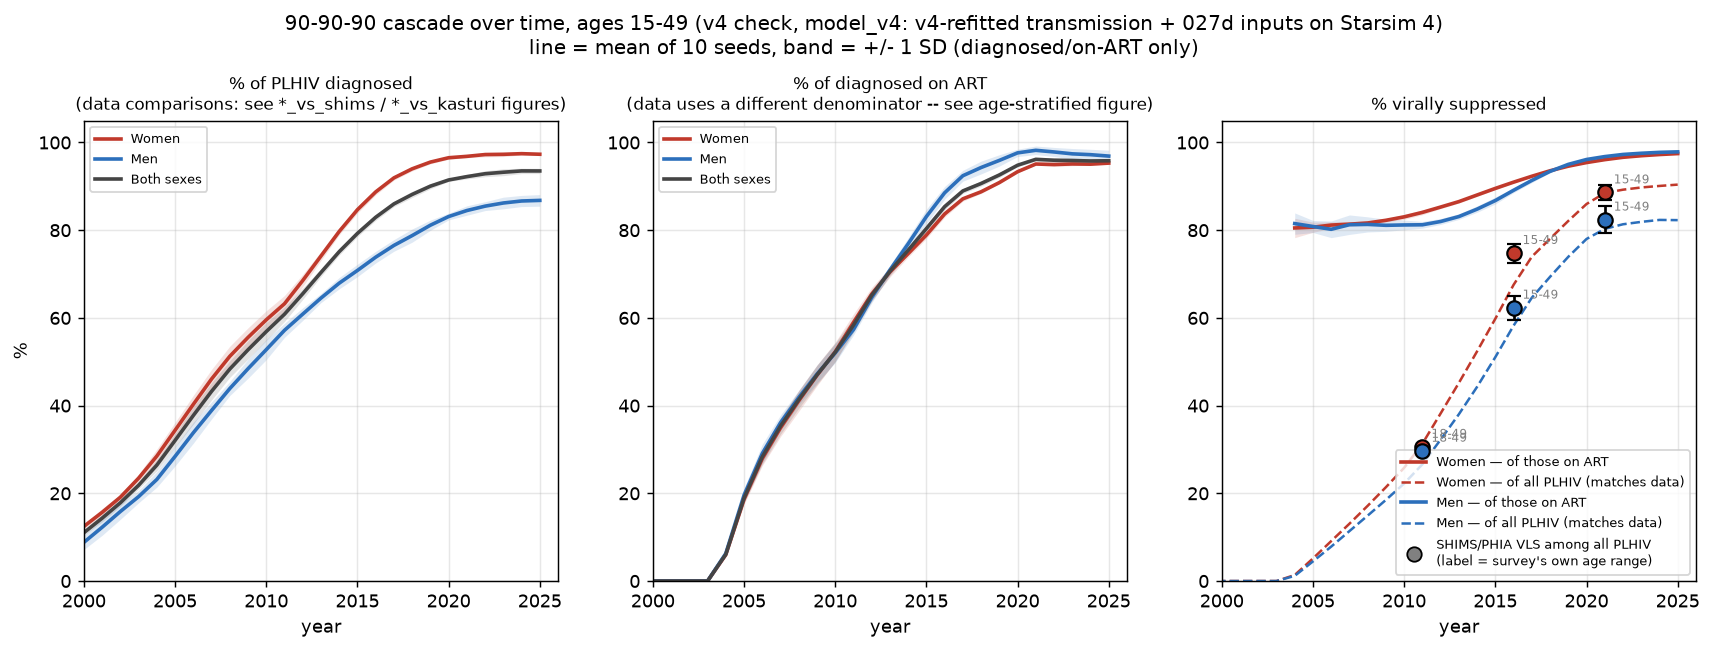 90-90-90 cascade over time, ages 15-49 (v4 check, model_v4: v4-refitted transmission + 027d inputs on Starsim 4)
line = mean of 10 seeds, band = +/- 1 SD (diagnosed/on-ART only)
% of PLHIV diagnosed
(data comparisons: see *_vs_shims / *_vs_kasturi figures)
100
80
60
40
20
0
%
Women
Men
Both sexes
2000
2005
2010
2015
2020
2025
year
% of diagnosed on ART
(data uses a different denominator -- see age-stratified figure)
100
80
60
40
20
0
Women
Men
Both sexes
2000
2005
2010
2015
2020
2025
year
% virally suppressed
100
80
60
40
20
0
15-49
15-49
15-49
15-49
18-49
18-49
Women — of those on ART
Women — of all PLHIV (matches data)
Men — of those on ART
Men — of all PLHIV (matches data)
SHIMS/PHIA VLS among all PLHIV
(label = survey's own age range)
2000
2005
2010
2015
2020
2025
year